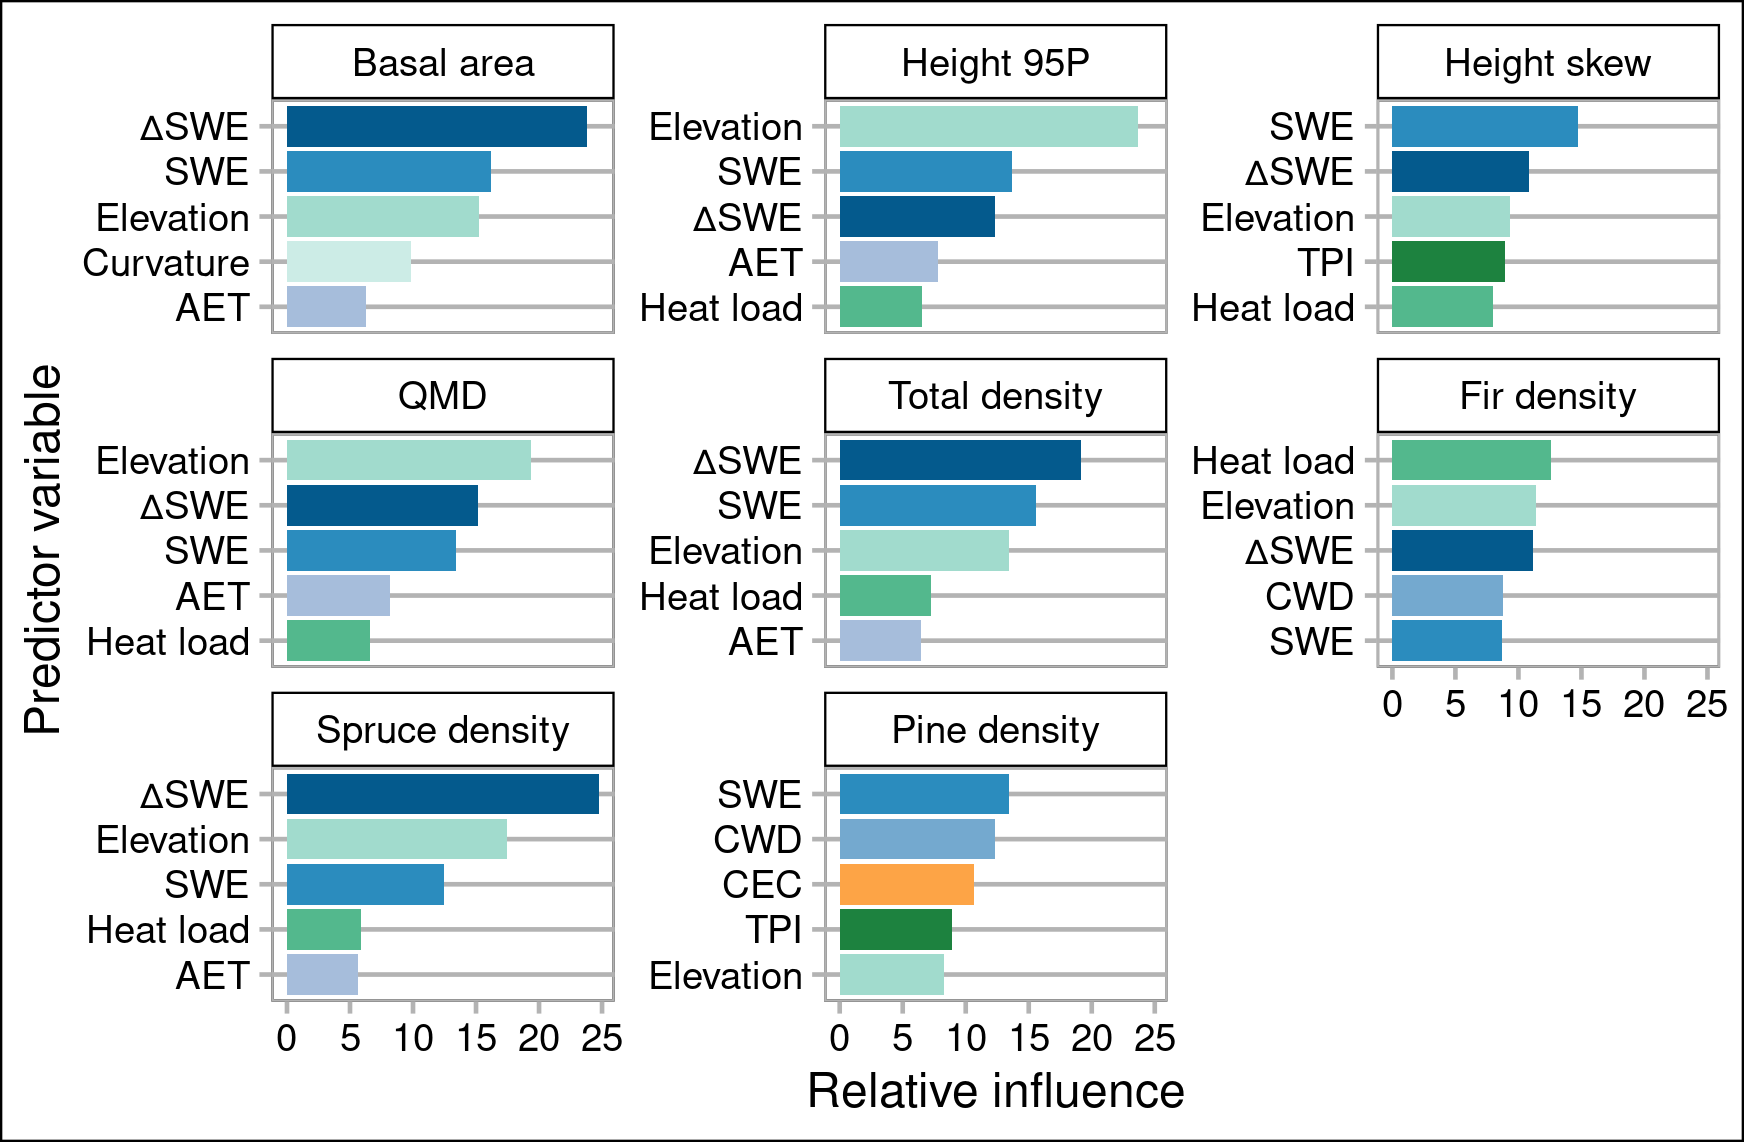 Basal area
ΔSWE
SWE
Elevation
Curvature
AET
Height 95P
Elevation
SWE
ΔSWE
AET
Heat load
Height skew
SWE
ΔSWE
Elevation
TPI
Heat load
QMD
Elevation
ΔSWE
SWE
AET
Heat load
Total density
ΔSWE
SWE
Elevation
Heat load
AET
Fir density
Heat load
Elevation
ΔSWE
CWD
SWE
0 5 10 15 20 25
Spruce density
ΔSWE
Elevation
SWE
Heat load
AET
0 5 10 15 20 25
Pine density
SWE
CWD
CEC
TPI
Elevation
0 5 10 15 20 25
Predictor variable
Relative influence